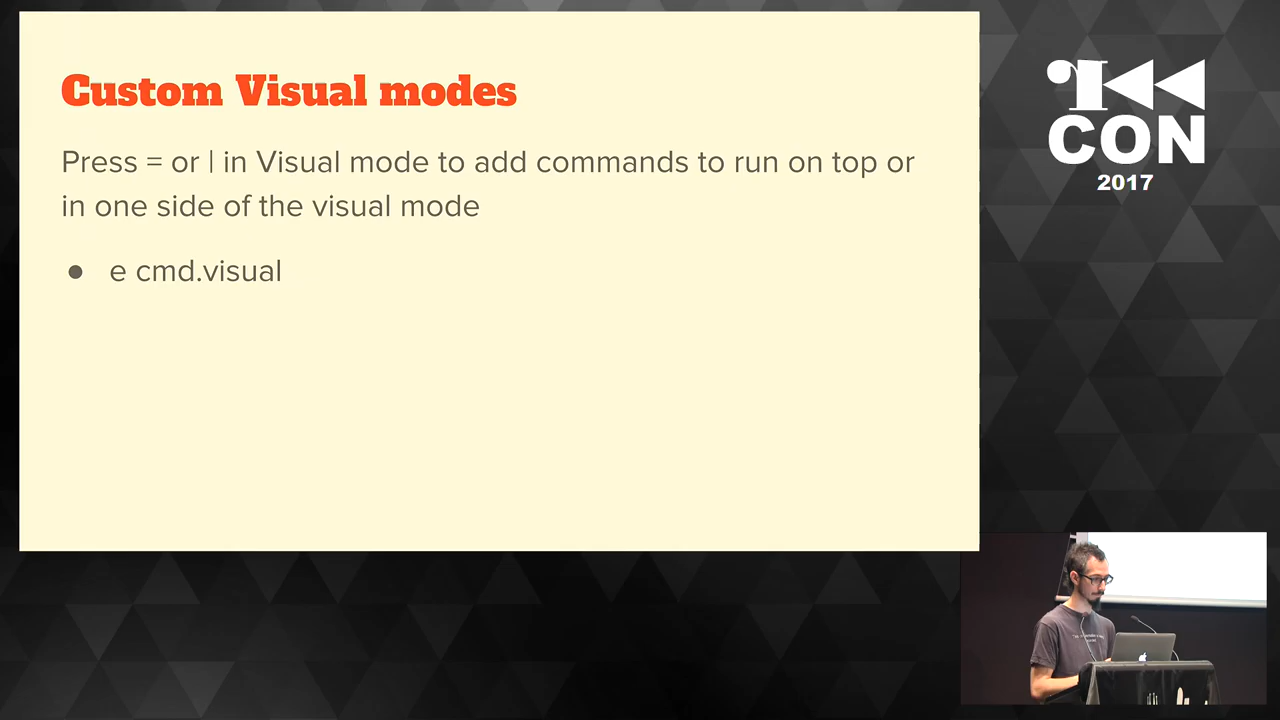 Custom Visual modes
Press = or | in Visual mode to add commands to run on top or
in one side of the visual mode
● e cmd.visual
CON
2017